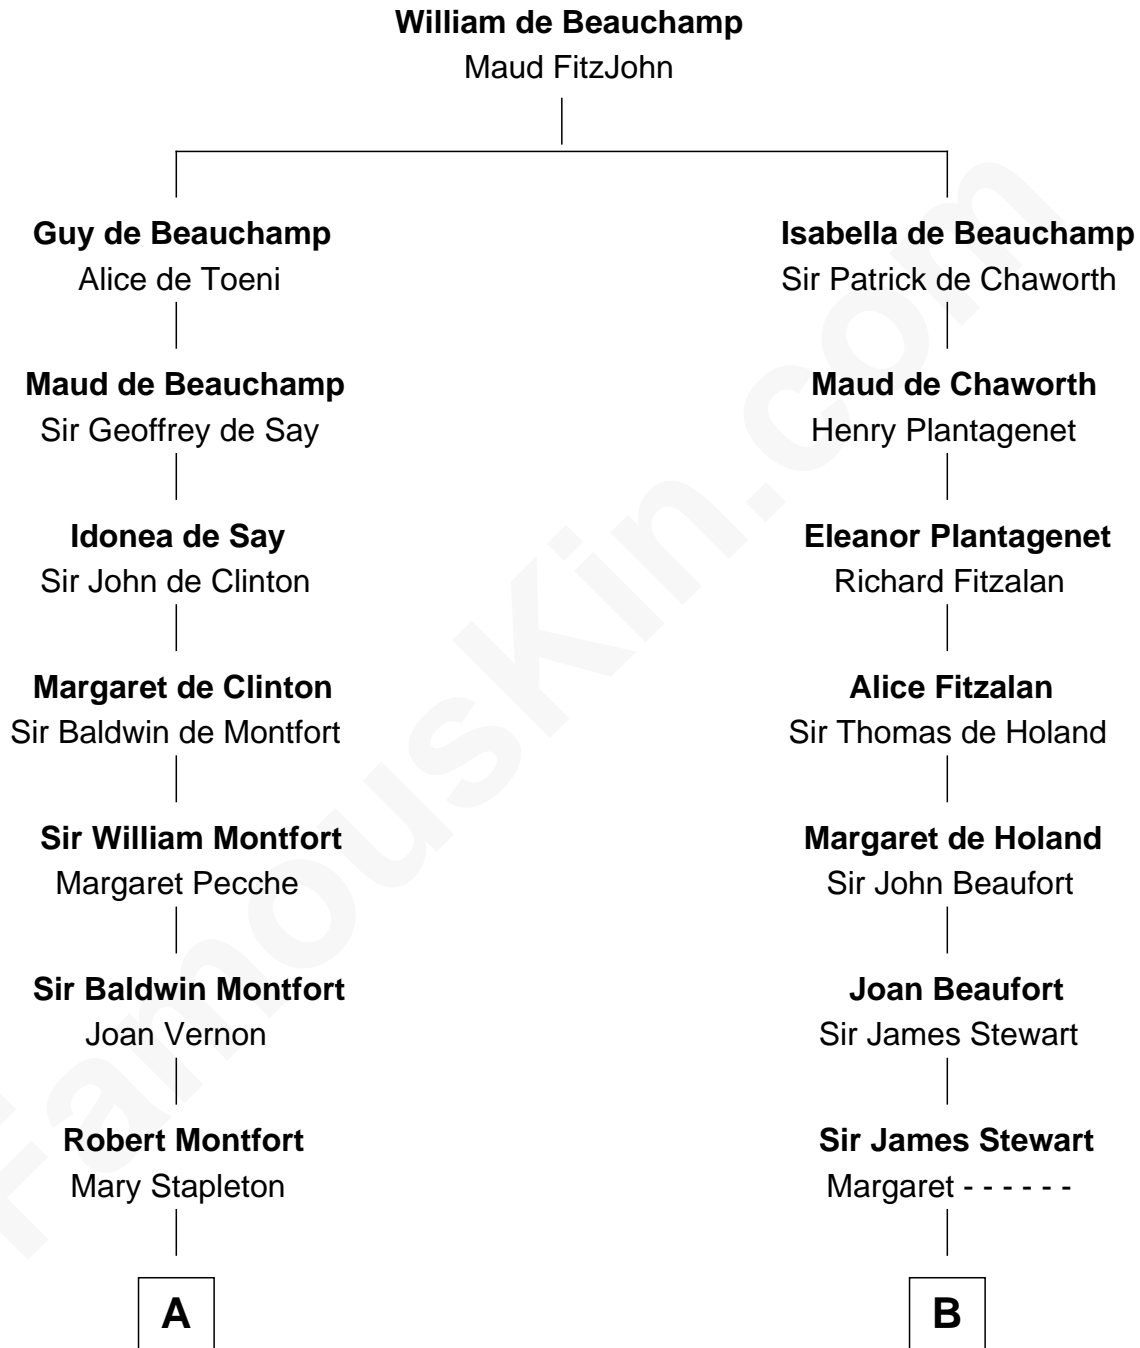 William de Beauchamp
Maud FitzJohn
Guy de Beauchamp
Alice de Toeni
Isabella de Beauchamp
Sir Patrick de Chaworth
Maud de Beauchamp
Sir Geoffrey de Say
Maud de Chaworth
Henry Plantagenet
Idonea de Say
Sir John de Clinton
Eleanor Plantagenet
Richard Fitzalan
Margaret de Clinton
Sir Baldwin de Montfort
Alice Fitzalan
Sir Thomas de Holand
Sir William Montfort
Margaret Pecche
Margaret de Holand
Sir John Beaufort
Sir Baldwin Montfort
Joan Vernon
Joan Beaufort
Sir James Stewart
Robert Montfort
Mary Stapleton
Sir James Stewart
Margaret - - - - - -
A
B
FamousKin.com